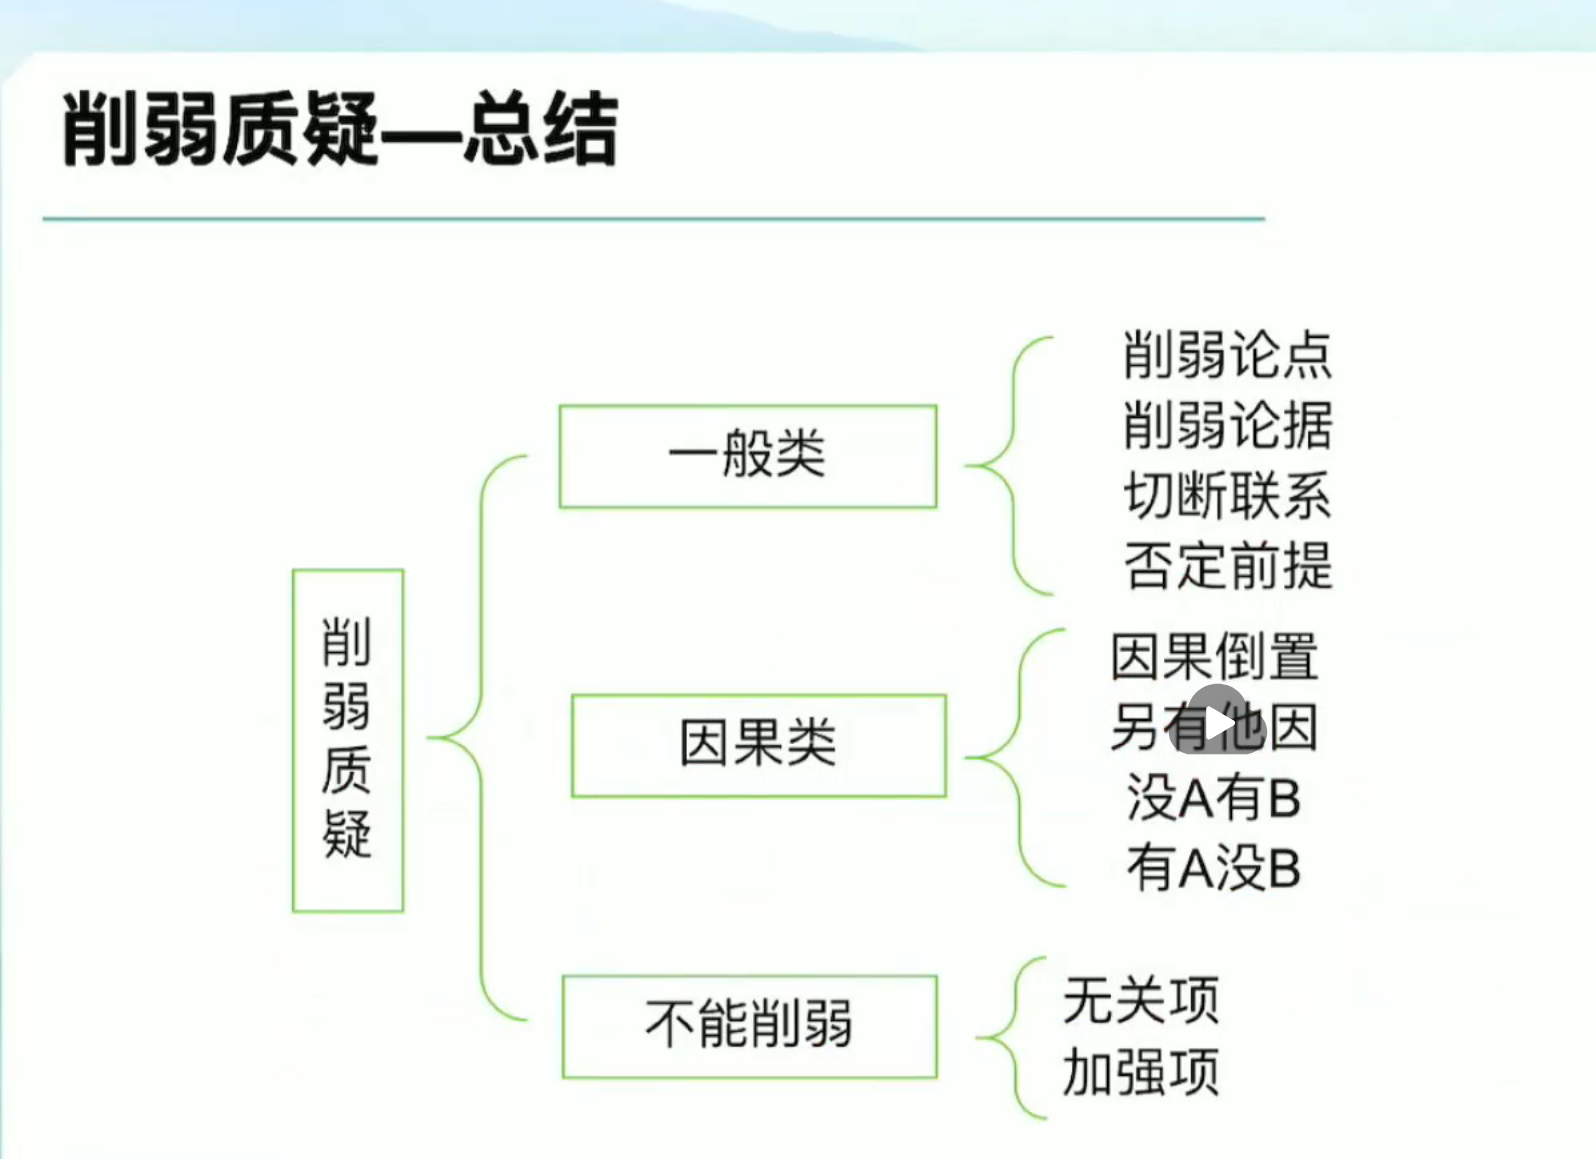 削弱质疑—总结
削弱质疑
一般类
削弱论点
削弱论据
切断联系
否定前提
因果类
因果倒置
另有他因
没A有B
有A没B
不能削弱
无关项
加强项